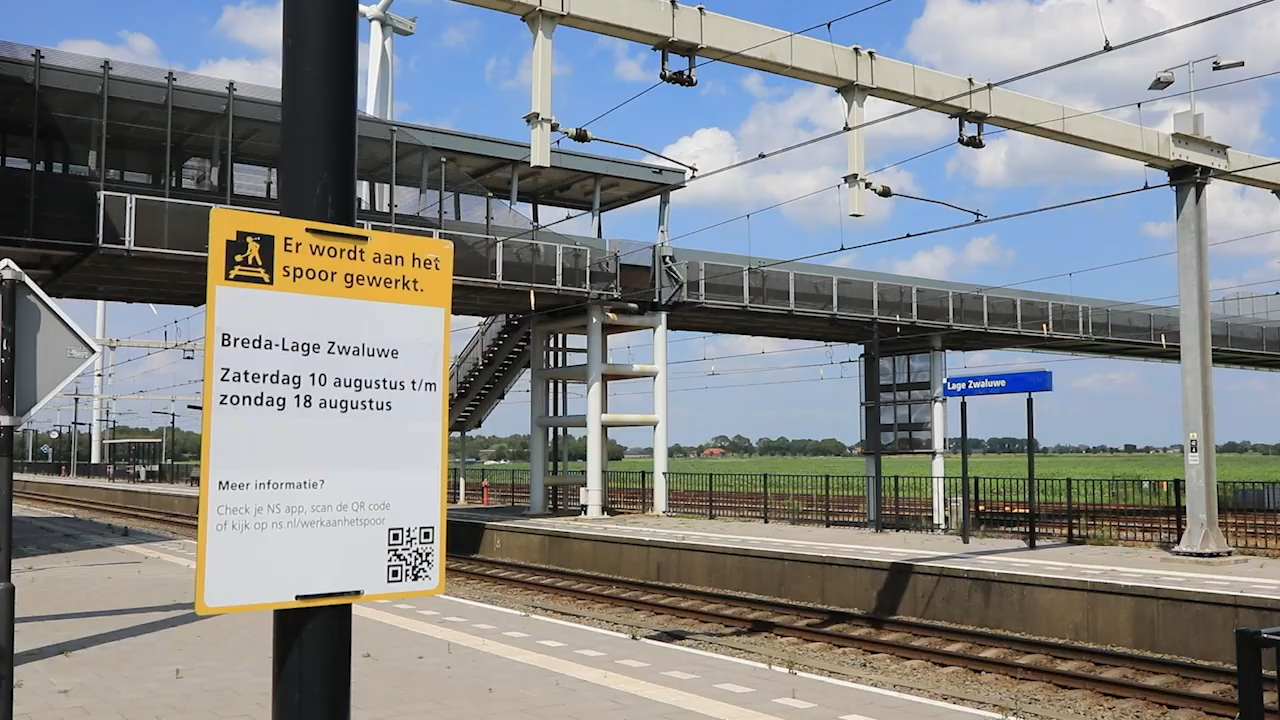 Er wordt aan het
spoor gewerkt.
Breda-Lage Zwaluwe
Zaterdag 10 augustus t/m
zondag 18 augustus
Meer informatie?
Check je NS app, scan de QR code
of kijk op ns.nl/werkaanhetspoor
Lage Zwaluwe